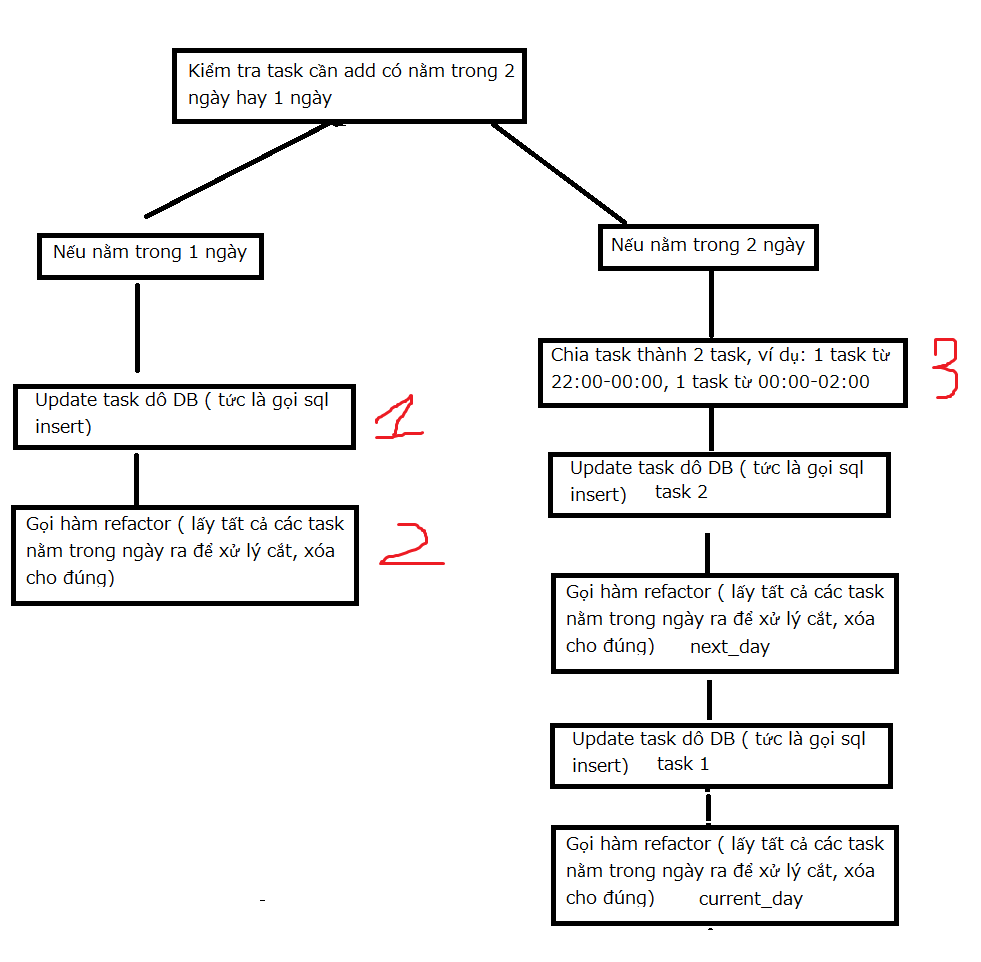 Kiểm tra task cần add có nằm trong 2
ngày hay 1 ngày
Nếu nằm trong 1 ngày
Update task dô DB ( tức là gọi sql
insert)
1
Gọi hàm refactor ( lấy tất cả các task
nằm trong ngày ra để xử lý cắt, xóa
cho đúng)
2
Nếu nằm trong 2 ngày
Chia task thành 2 task, ví dụ: 1 task từ
22:00-00:00, 1 task từ 00:00-02:00
3
Update task dô DB ( tức là gọi sql
insert) task 2
Gọi hàm refactor ( lấy tất cả các task
nằm trong ngày ra để xử lý cắt, xóa
cho đúng) next_day
Update task dô DB ( tức là gọi sql
insert) task 1
Gọi hàm refactor ( lấy tất cả các task
nằm trong ngày ra để xử lý cắt, xóa
cho đúng) current_day